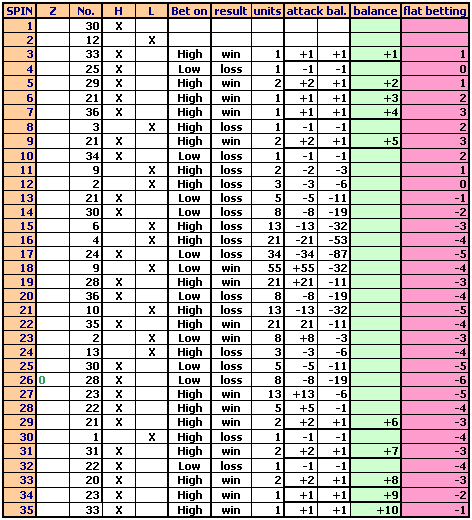 SPIN Z No. H L Bet on result units attack bal. balance flat betting
1 30 X
2 12 X
3 33 X High win 1 +1 +1 +1 1
4 25 X Low loss 1 -1 -1 0
5 29 X High win 2 +2 +1 +2 1
6 21 X High win 1 +1 +1 +3 2
7 36 X High win 1 +1 +1 +4 3
8 3 X High loss 1 -1 -1 2
9 21 X High win 2 +2 +1 +5 3
10 34 X Low loss 1 -1 -1 2
11 9 X High loss 2 -2 -3 1
12 2 X High loss 3 -3 -6 0
13 21 X Low loss 5 -5 -11 -1
14 30 X Low loss 8 -8 -19 -2
15 6 X High loss 13 -13 -32 -3
16 4 X High loss 21 -21 -53 -4
17 24 X Low loss 34 -34 -87 -5
18 9 X Low win 55 +55 -32 -4
19 28 X High win 21 +21 -11 -3
20 36 X Low loss 8 -8 -19 -4
21 10 X High loss 13 -13 -32 -5
22 35 X High win 21 21 -11 -4
23 2 X Low win 8 +8 -3 -3
24 13 X High loss 3 -3 -6 -4
25 30 X Low loss 5 -5 -11 -5
26 0 28 X Low loss 8 -8 -19 -6
27 23 X High win 13 +13 -6 -5
28 22 X High win 5 +5 -1 -4
29 21 X High win 2 +2 +1 +6 -3
30 1 X High loss 1 -1 -1 -4
31 31 X High win 2 +2 +1 +7 -3
32 22 X Low loss 1 -1 -1 -4
33 20 X High win 2 +2 +1 +8 -3
34 23 X High win 1 +1 +1 +9 -2
35 33 X High win 1 +1 +1 +10 -1